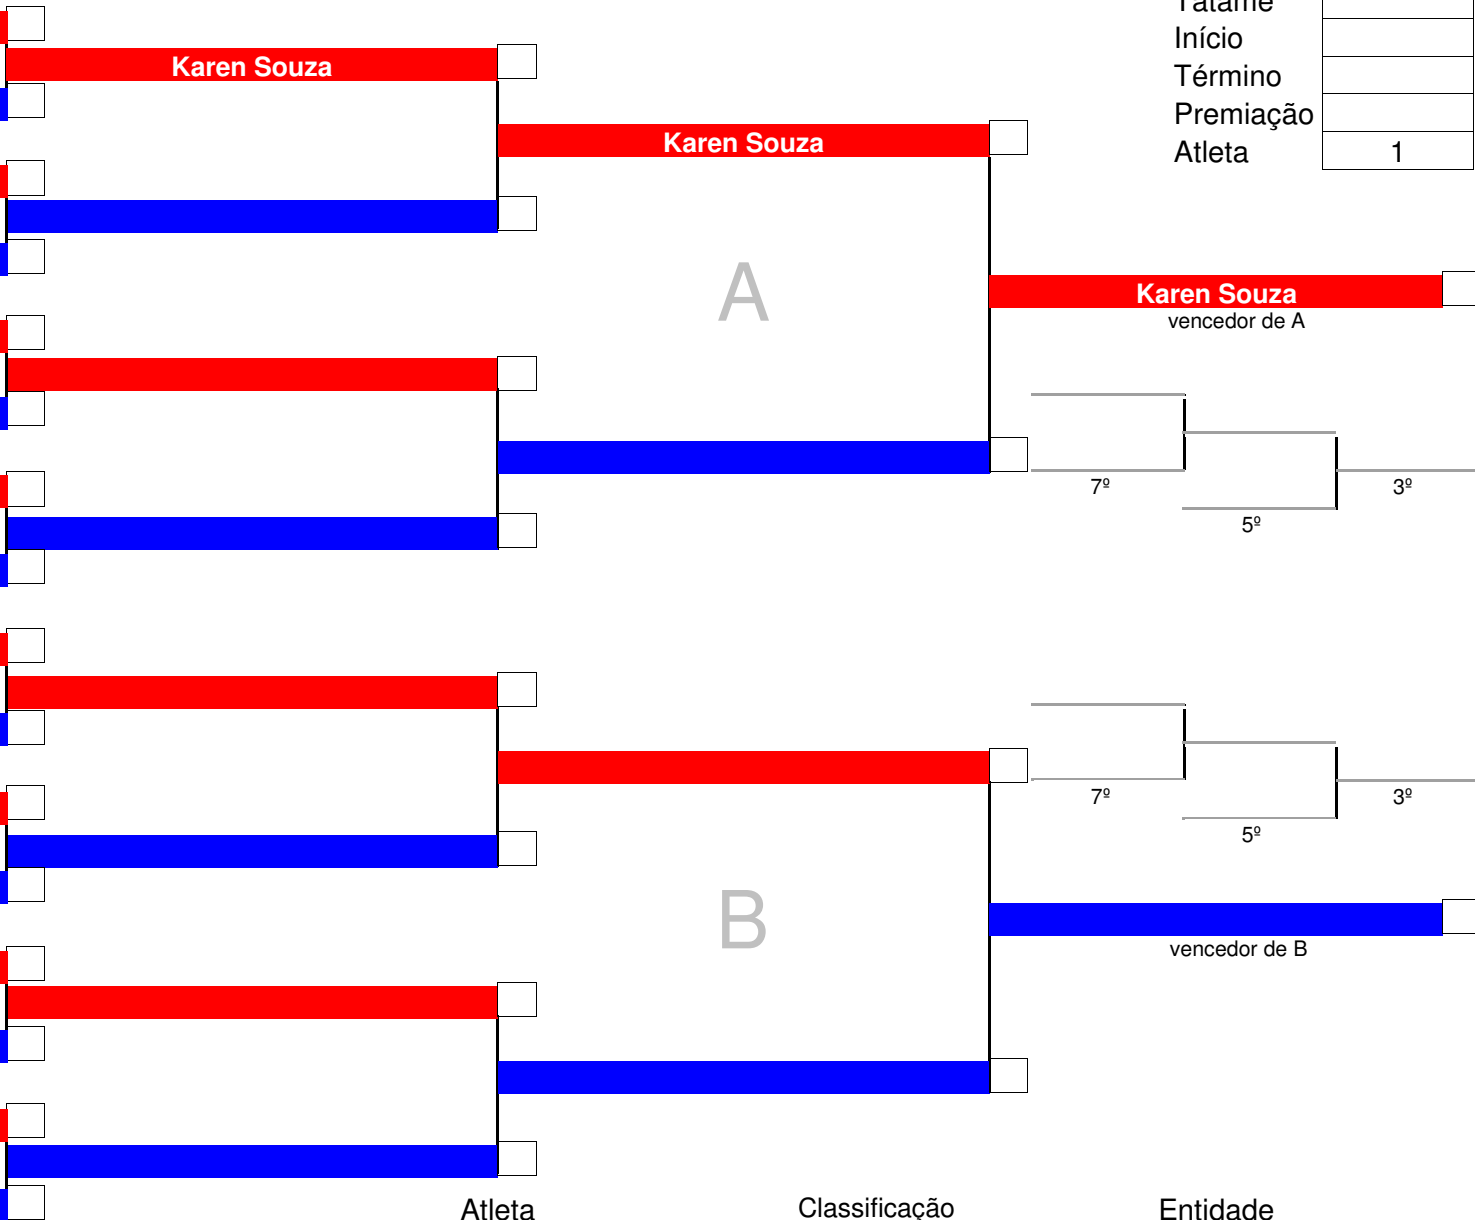 Tatame
Início
Karen Souza
Término
Premiação
Karen Souza
Atleta 1
A
Karen Souza
vencedor de A
7º 3º
5º
7º 3º
5º
B
vencedor de B
Atleta Classificação Entidade